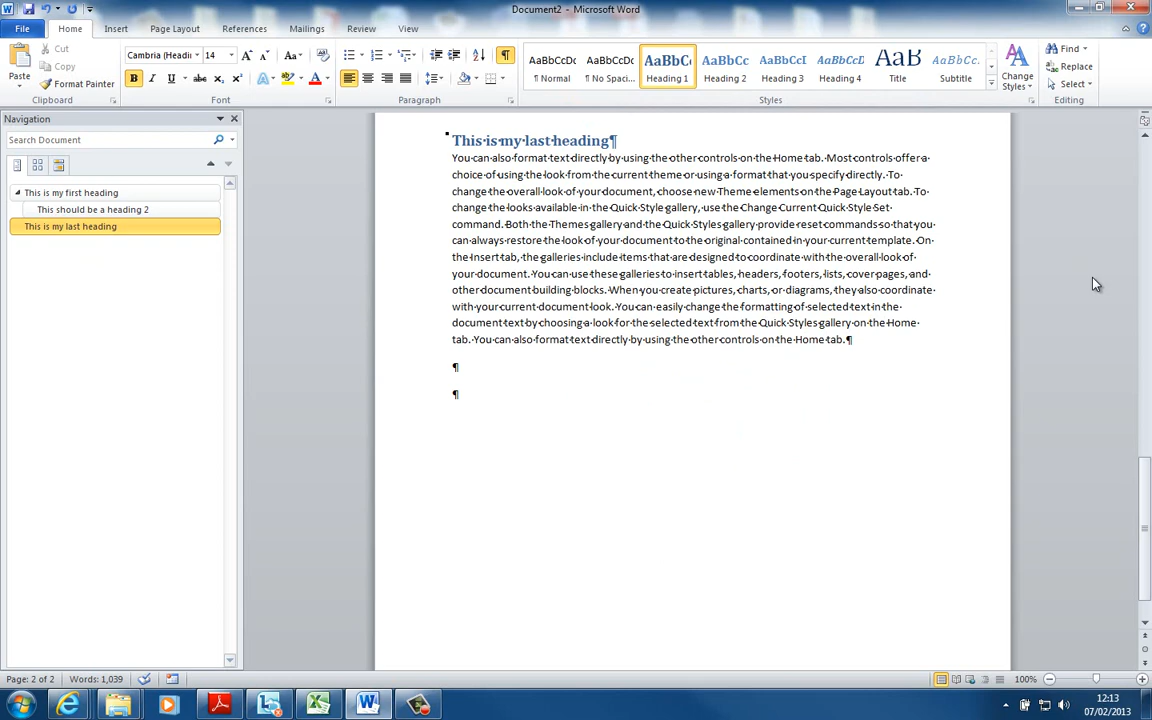 Document2 - Microsoft Word
File Home Insert Page Layout References Mailings Review View
Paste
Cut
Copy
Format Painter
Clipboard
Cambria (Headi 14
Font
Paragraph
AaBbCcDc AaBbCcDc AaBbC AaBbCc AaBbCcI AaBbCcI AaB AaBbCc.
¶ Normal ¶ No Spaci... Heading 1 Heading 2 Heading 3 Heading 4 Title Subtitle
Change Styles
Styles
Find
Replace
Select
Editing
Navigation
Search Document
This is my first heading
This should be a heading 2
This is my last heading
This·is·my·last·heading¶
You·can·also·format·text·directly·by·using·the·other·controls·on·the·Home·tab.··Most·controls·offer·a·
choice·of·using·the·look·from·the·current·theme·or·using·a·format·that·you·specify·directly.··To·
change·the·overall·look·of·your·document,·choose·new·Theme·elements·on·the·Page·Layout·tab.·To·
change·the·looks·available·in·the·Quick·Style·gallery,·use·the·Change·Current·Quick·Style·Set·
command.·Both·the·Themes·gallery·and·the·Quick·Styles·gallery·provide·reset·commands·so·that·you·
can·always·restore·the·look·of·your·document·to·the·original·contained·in·your·current·template.·On·
the·Insert·tab,·the·galleries·include·items·that·are·designed·to·coordinate·with·the·overall·look·of·
your·document.·You·can·use·these·galleries·to·insert·tables,·headers,·footers,·lists,·cover·pages,·and·
other·document·building·blocks.·When·you·create·pictures,·charts,·or·diagrams,·they·also·coordinate·
with·your·current·document·look.·You·can·easily·change·the·formatting·of·selected·text·in·the·
document·text·by·choosing·a·look·for·the·selected·text·from·the·Quick·Styles·gallery·on·the·Home·
tab.··You·can·also·format·text·directly·by·using·the·other·controls·on·the·Home·tab.¶
¶
¶
Page: 2 of 2 Words: 1,039 100%
12:13
07/02/2013